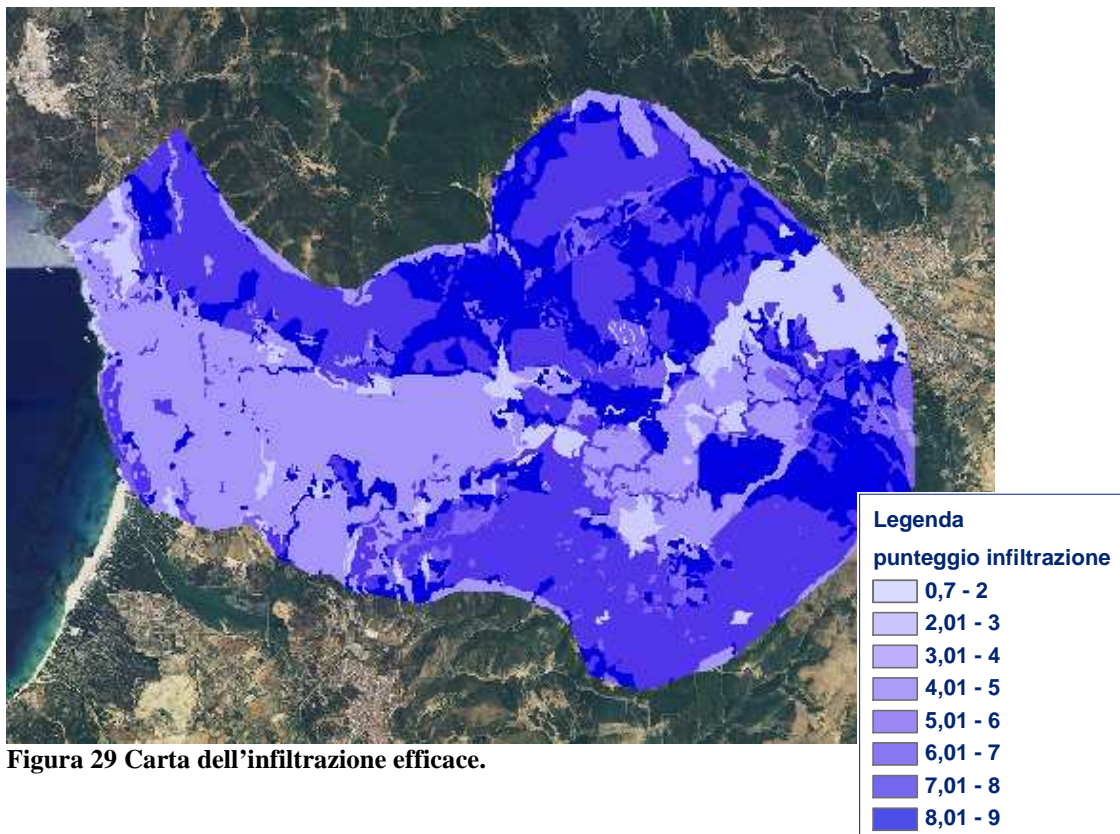 Legenda
punteggio infiltrazione
0,7 - 2
2,01 - 3
3,01 - 4
4,01 - 5
5,01 - 6
6,01 - 7
7,01 - 8
8,01 - 9
Figura 29 Carta dell’infiltrazione efficace.